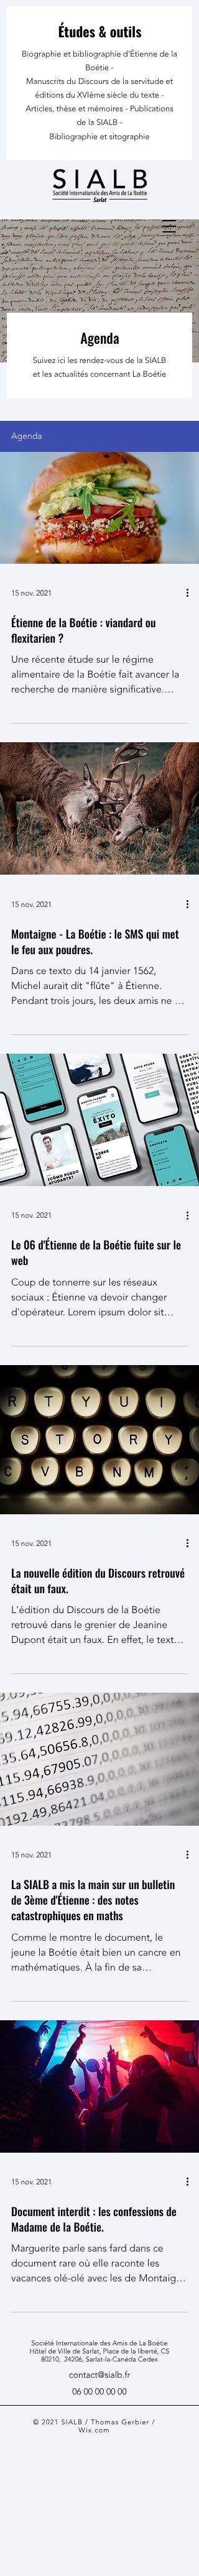 Études & outils
Biographie et bibliographie d'Étienne de la
Boétie -
Manuscrits du Discours de la servitude et
éditions du XVIème siècle du texte -
Articles, thèse et mémoires - Publications
de la SIALB -
Bibliographie et sitographie
SIALB
Société Internationale des Amis de La Boétie
Sarlat
Agenda
Suivez ici les rendez-vous de la SIALB
et les actualités concernant La Boétie
Agenda
15 nov. 2021
Étienne de la Boétie : viandard ou
flexitarien ?
Une récente étude sur le régime
alimentaire de la Boétie fait avancer la
recherche de manière significative....
15 nov. 2021
Montaigne - La Boétie : le SMS qui met
le feu aux poudres.
Dans ce texto du 14 janvier 1562,
Michel aurait dit "flûte" à Étienne.
Pendant trois jours, les deux amis ne ...
ÉXITO
15 nov. 2021
Le 06 d'Étienne de la Boétie fuite sur le
web
Coup de tonnerre sur les réseaux
sociaux : Étienne va devoir changer
d'opérateur. Lorem ipsum dolor sit...
R T Y U I
S T O R Y
C V B N M ;
15 nov. 2021
La nouvelle édition du Discours retrouvé
était un faux.
L'édition du Discours de la Boétie
retrouvé dans le grenier de Jeanine
Dupont était un faux. En effet, le text...
15 nov. 2021
La SIALB a mis la main sur un bulletin
de 3ème d'Étienne : des notes
catastrophiques en maths
Comme le montre le document, le
jeune la Boétie était bien un cancre en
mathématiques. À la fin de sa...
15 nov. 2021
Document interdit : les confessions de
Madame de la Boétie.
Marguerite parle sans fard dans ce
document rare où elle raconte les
vacances olé-olé avec les de Montaig...
Société Internationale des Amis de La Boétie
Hôtel de Ville de Sarlat, Place de la liberté, CS
80210, 24206, Sarlat-la-Canéda Cedex
contact@sialb.fr
06 00 00 00 00
© 2021 SIALB / Thomas Gerbier /
Wix.com